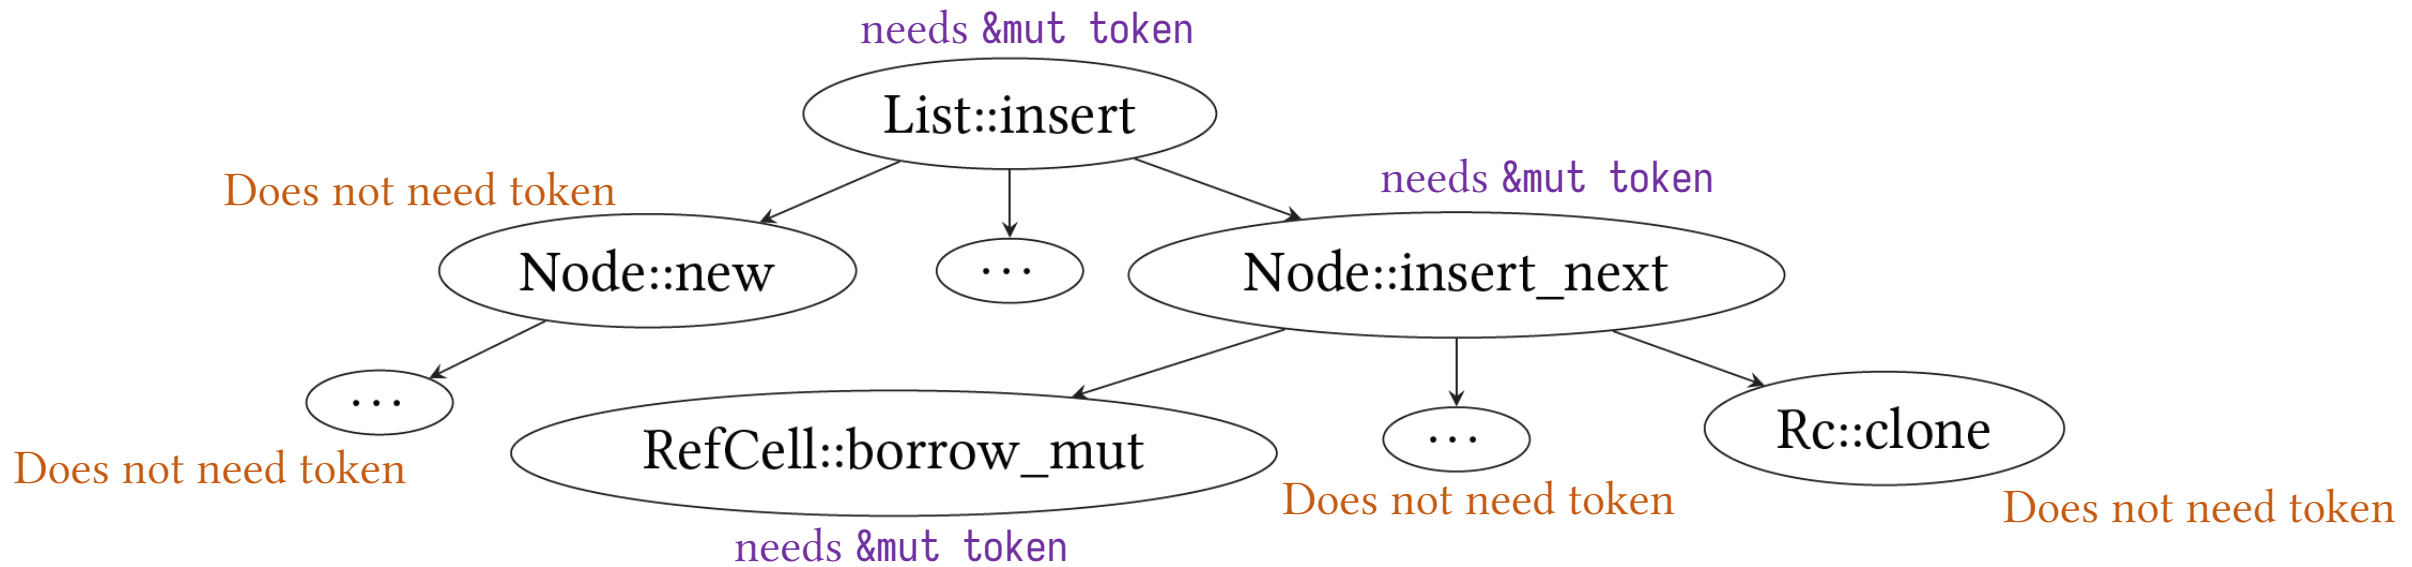 needs &mut token
List::insert
Does not need token
needs &mut token
Node::new
...
Node::insert_next
...
RefCell::borrow_mut
...
Rc::clone
Does not need token
Does not need token
Does not need token
needs &mut token